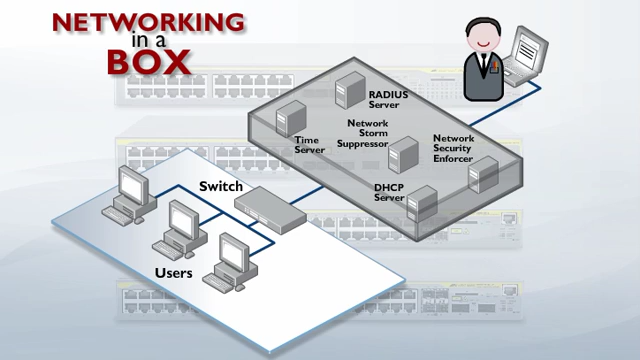 NETWORKING
in a
BOX
RADIUS
Server
Time
Server
Network
Storm
Suppressor
Network
Security
Enforcer
DHCP
Server
Switch
Users